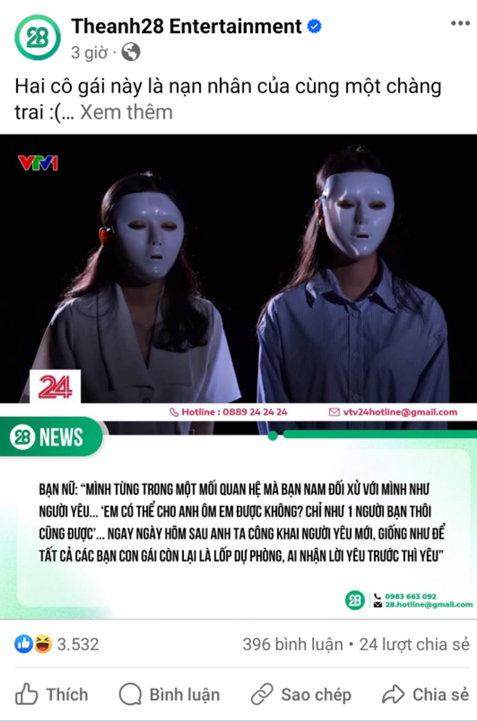 28
Theanh28 Entertainment
3 giờ ·
Hai cô gái này là nạn nhân của cùng một chàng
trai :(... Xem thêm
VTV1
24
Hotline : 0889 24 24 24
vtv24hotline@gmail.com
28 NEWS
BẠN NỮ: “MÌNH TỪNG TRONG MỘT MỐI QUAN HỆ MÀ BẠN NAM ĐỐI XỬ VỚI MÌNH NHƯ
NGƯỜI YÊU... ‘EM CÓ THỂ CHO ANH ÔM EM ĐƯỢC KHÔNG? CHỈ NHƯ 1 NGƯỜI BẠN THÔI
CŨNG ĐƯỢC’... NGAY NGÀY HÔM SAU ANH TA CÔNG KHAI NGƯỜI YÊU MỚI, GIỐNG NHƯ ĐỂ
TẤT CẢ CÁC BẠN CON GÁI CÒN LẠI LÀ LỐP DỰ PHÒNG, AI NHẬN LỜI YÊU TRƯỚC THÌ YÊU”
28
0983 663 092
28.hotline@gmail.com
3.532
396 bình luận • 24 lượt chia sẻ
Thích
Bình luận
Sao chép
Chia sẻ